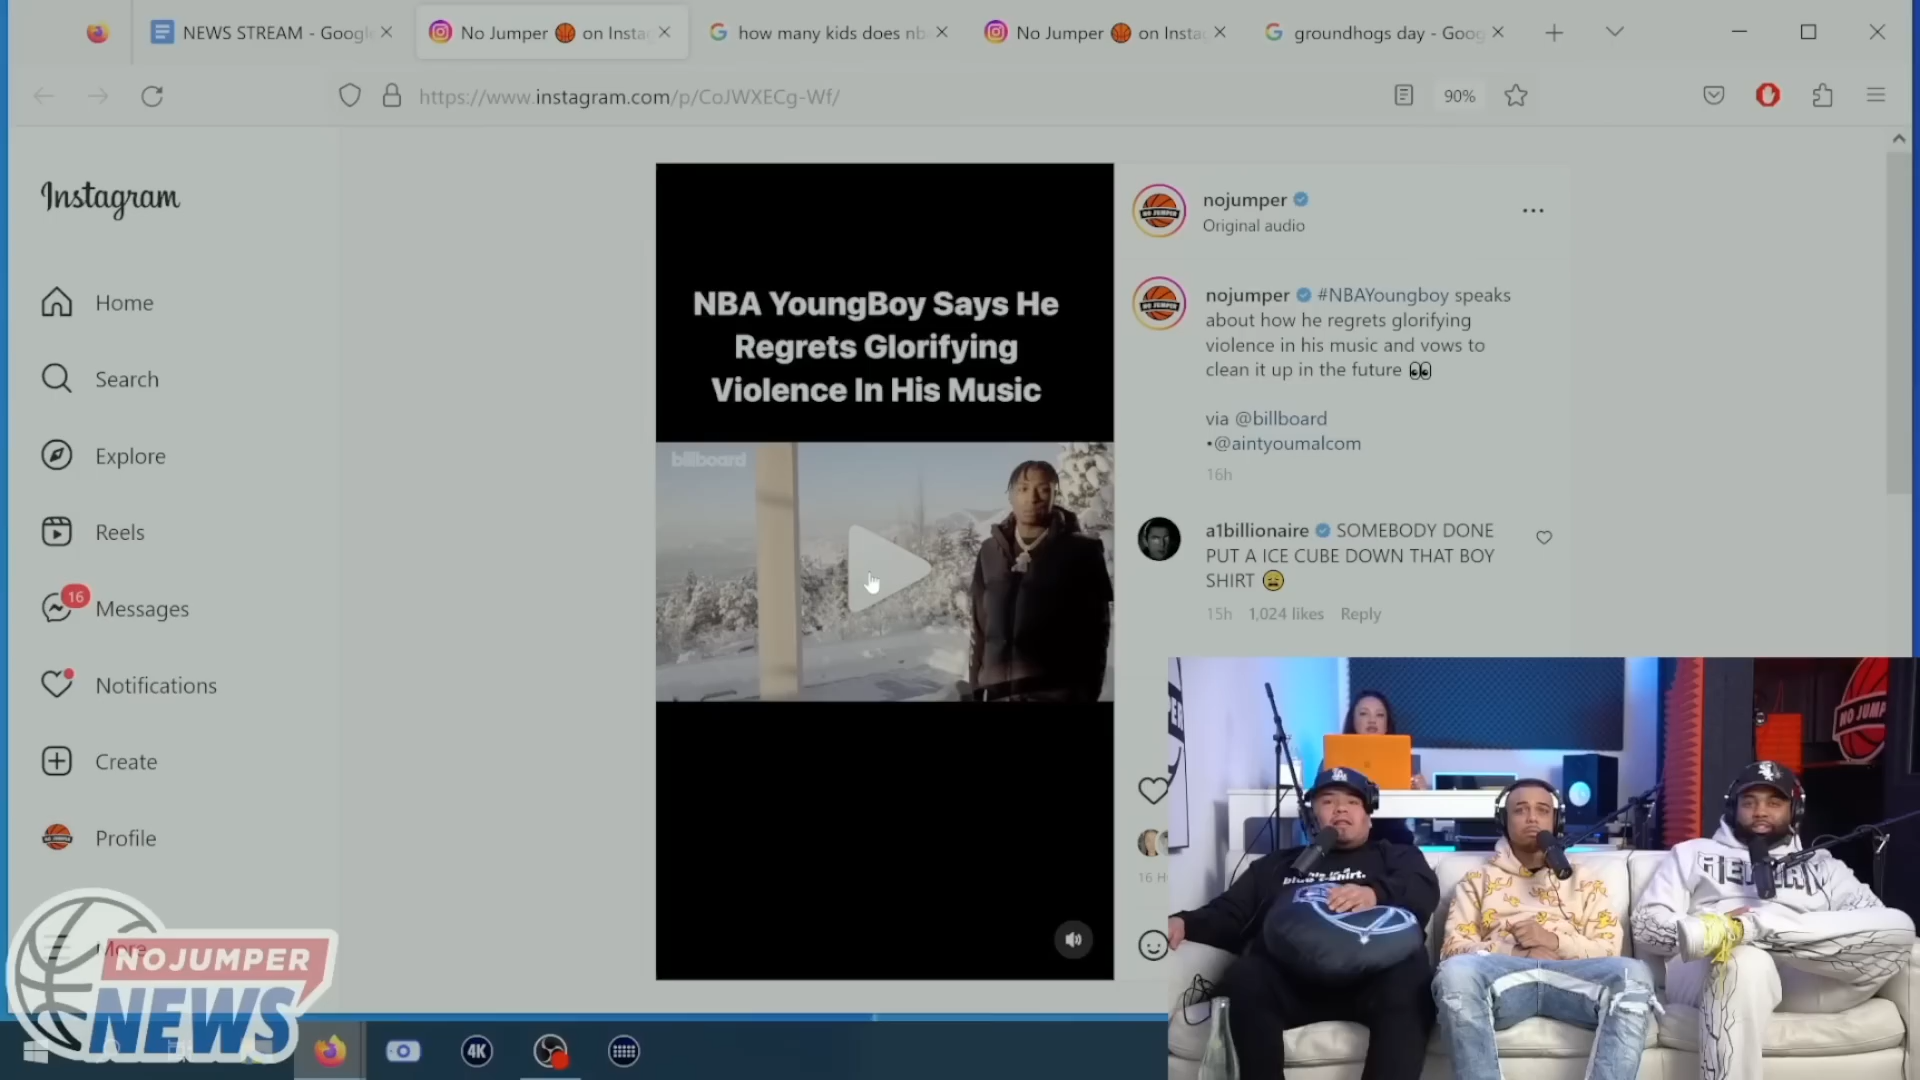 NEWS STREAM - Googl
No Jumper 🏀 on Insta
how many kids does nb
No Jumper 🏀 on Insta
groundhogs day - Goog
https://www.instagram.com/p/CoJWXECg-Wf/
90%
Instagram
Home
Search
Explore
Reels
16
Messages
Notifications
Create
Profile
More
NBA YoungBoy Says He
Regrets Glorifying
Violence In His Music
billboard
nojumper
Original audio
nojumper #NBAYoungboy speaks
about how he regrets glorifying
violence in his music and vows to
clean it up in the future 👀
via @billboard
•@aintyoumalcom
16h
a1billionaire SOMEBODY DONE
PUT A ICE CUBE DOWN THAT BOY
SHIRT 😩
15h 1,024 likes Reply
16 H
NO JUMP
NOJUMPER
NEWS
4K